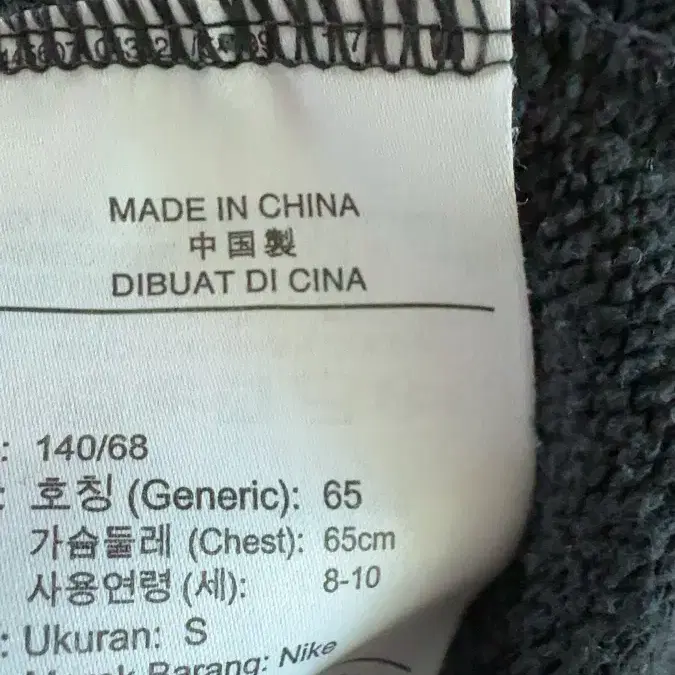 MADE IN CHINA
中国製
DIBUAT DI CINA
: 140/68
: 호칭 (Generic): 65
가슴둘레 (Chest): 65cm
사용연령 (세): 8-10
: Ukuran: S
Barang: Nike